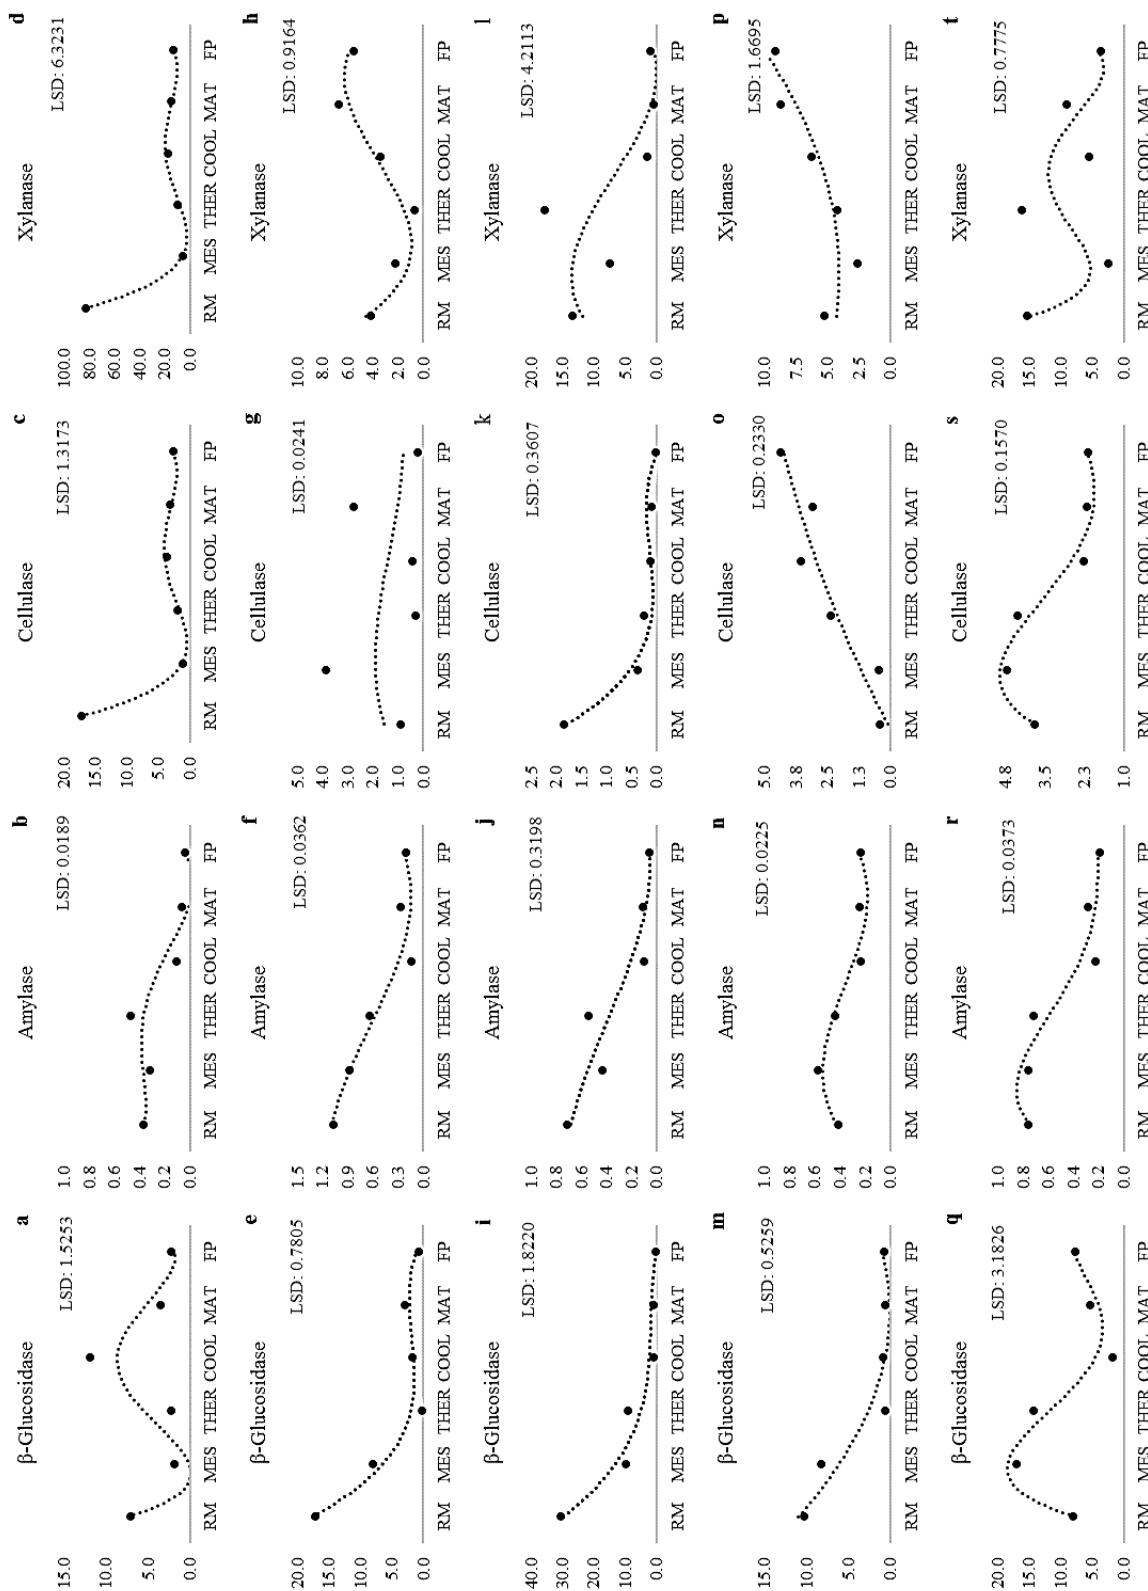 β-Glucosidase a
LSD: 1.5253
15.0
10.0
5.0
0.0
RM MES THER COOL MAT FP
Amylase b
LSD: 0.0189
1.0
0.8
0.6
0.4
0.2
0.0
RM MES THER COOL MAT FP
Cellulase c
LSD: 1.3173
20.0
15.0
10.0
5.0
0.0
RM MES THER COOL MAT FP
Xylanase d
LSD: 6.3231
100.0
80.0
60.0
40.0
20.0
0.0
RM MES THER COOL MAT FP
β-Glucosidase e
LSD: 0.7805
20.0
15.0
10.0
5.0
0.0
RM MES THER COOL MAT FP
Amylase f
LSD: 0.0362
1.5
1.2
0.9
0.6
0.3
0.0
RM MES THER COOL MAT FP
Cellulase g
LSD: 0.0241
5.0
4.0
3.0
2.0
1.0
0.0
RM MES THER COOL MAT FP
Xylanase h
LSD: 0.9164
10.0
8.0
6.0
4.0
2.0
0.0
RM MES THER COOL MAT FP
β-Glucosidase i
LSD: 1.8220
40.0
30.0
20.0
10.0
0.0
RM MES THER COOL MAT FP
Amylase j
LSD: 0.3198
1.0
0.8
0.6
0.4
0.2
0.0
RM MES THER COOL MAT FP
Cellulase k
LSD: 0.3607
2.5
2.0
1.5
1.0
0.5
0.0
RM MES THER COOL MAT FP
Xylanase l
LSD: 4.2113
20.0
15.0
10.0
5.0
0.0
RM MES THER COOL MAT FP
β-Glucosidase m
LSD: 0.5259
15.0
10.0
5.0
0.0
RM MES THER COOL MAT FP
Amylase n
LSD: 0.0225
1.0
0.8
0.6
0.4
0.2
0.0
RM MES THER COOL MAT FP
Cellulase o
LSD: 0.2330
5.0
3.8
2.5
1.3
0.0
RM MES THER COOL MAT FP
Xylanase p
LSD: 1.6695
10.0
7.5
5.0
2.5
0.0
RM MES THER COOL MAT FP
β-Glucosidase q
LSD: 3.1826
20.0
15.0
10.0
5.0
0.0
RM MES THER COOL MAT FP
Amylase r
LSD: 0.0373
1.0
0.8
0.6
0.4
0.2
0.0
RM MES THER COOL MAT FP
Cellulase s
LSD: 0.1570
4.8
3.5
2.3
1.0
RM MES THER COOL MAT FP
Xylanase t
LSD: 0.7775
20.0
15.0
10.0
5.0
0.0
RM MES THER COOL MAT FP